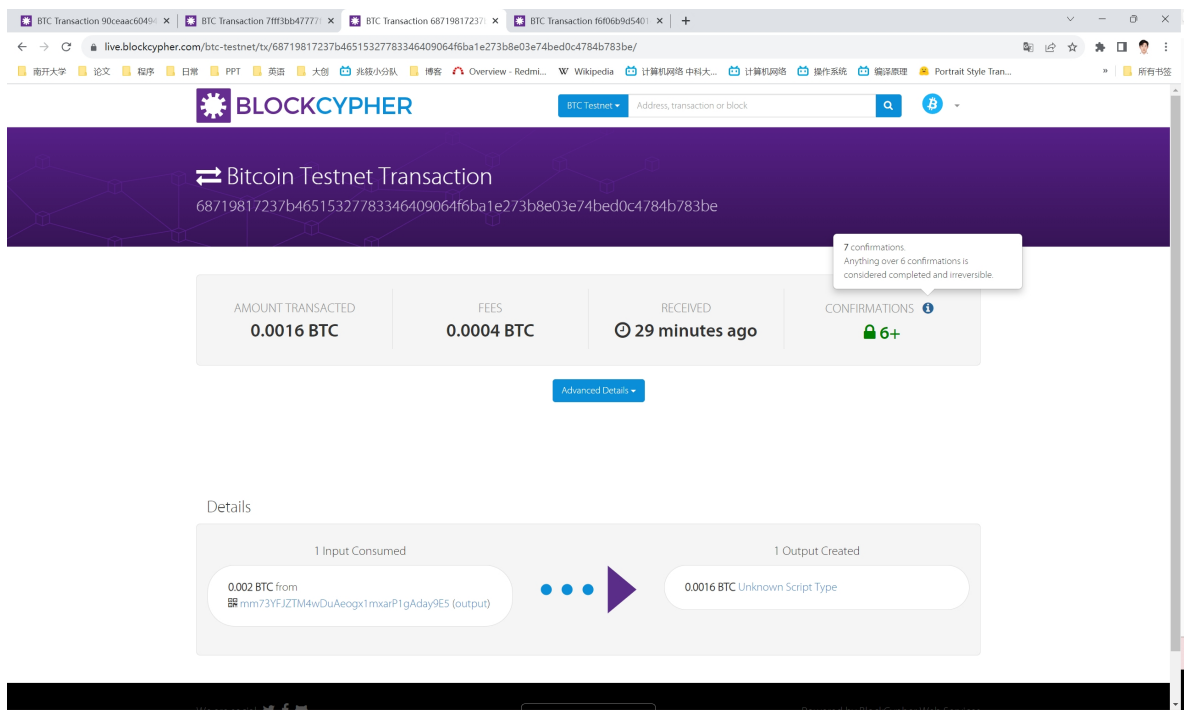 BTC Transaction 90ceaac60494
BTC Transaction 7fff3bb47777
BTC Transaction 68719817237
BTC Transaction f6f06b9d5401
live.blockcypher.com/btc-testnet/tx/68719817237b46515327783346409064f6ba1e273b8e03e74bed0c4784b783be/
南开大学 论文 程序 日常 PPT 英语 大创 兆筱小分队 博客 Overview - Redmi... Wikipedia 计算机网络 中科大... 计算机网络 操作系统 编译原理 Portrait Style Tran... » 所有书签
BLOCKCYPHER
BTC Testnet
Address, transaction or block
Bitcoin Testnet Transaction
68719817237b46515327783346409064f6ba1e273b8e03e74bed0c4784b783be
7 confirmations.
Anything over 6 confirmations is
considered completed and irreversible.
AMOUNT TRANSACTED
0.0016 BTC
FEES
0.0004 BTC
RECEIVED
29 minutes ago
CONFIRMATIONS
6+
Advanced Details
Details
1 Input Consumed
0.002 BTC from
mm73YFJZTM4wDuAeogx1mxarP1gAday9E5 (output)
1 Output Created
0.0016 BTC Unknown Script Type